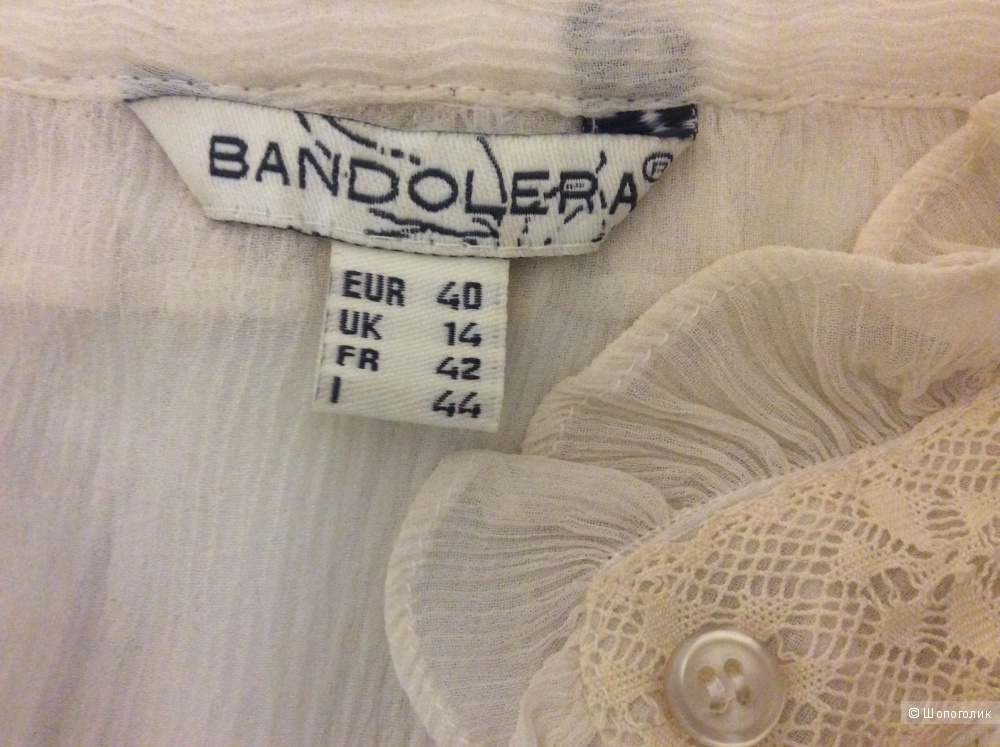 BANDOLERA®
EUR 40
UK 14
FR 42
I 44
© Шопоголик